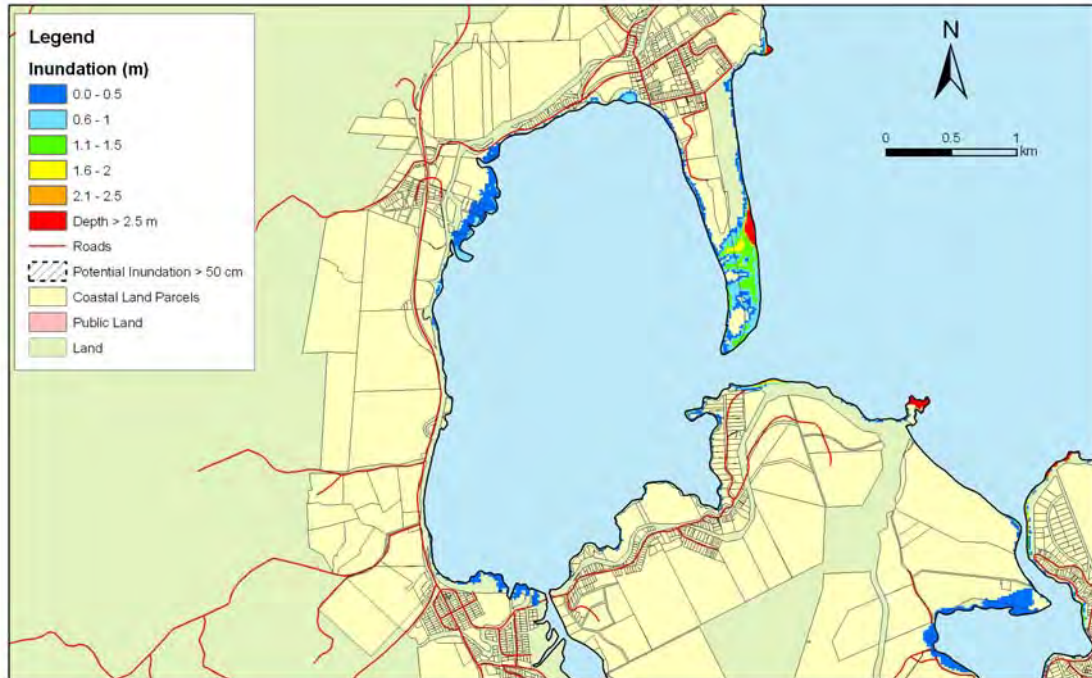 Legend
Inundation (m)
0.0 - 0.5
0.6 - 1
1.1 - 1.5
1.6 - 2
2.1 - 2.5
Depth > 2.5 m
Roads
Potential Inundation > 50 cm
Coastal Land Parcels
Public Land
Land
N
0 0.5 1
km